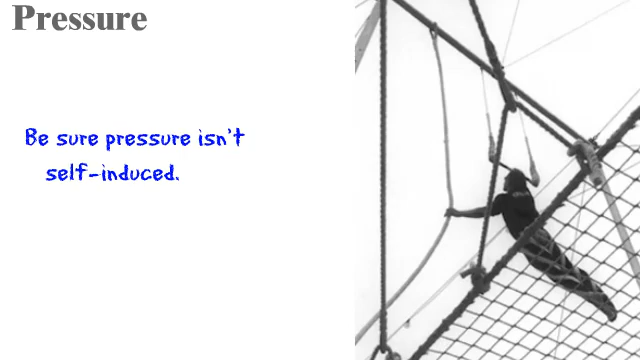 Pressure
Be sure pressure isn't
self-induced.